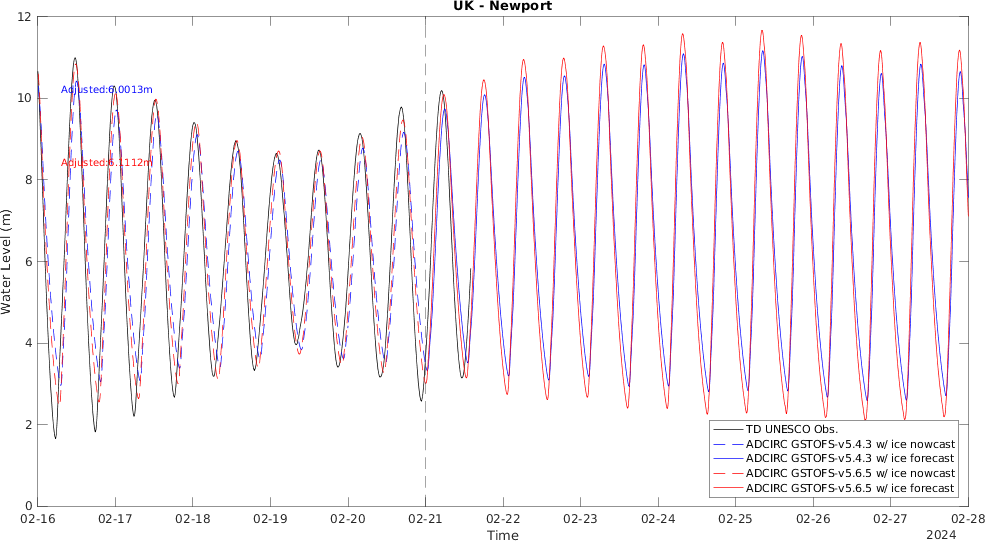 UK - Newport
12
10
8
6
4
2
0
Water Level (m)
Adjusted:6.0013m
Adjusted:6.1112m
TD UNESCO Obs.
ADCIRC GSTOFS-v5.4.3 w/ ice nowcast
ADCIRC GSTOFS-v5.4.3 w/ ice forecast
ADCIRC GSTOFS-v5.6.5 w/ ice nowcast
ADCIRC GSTOFS-v5.6.5 w/ ice forecast
02-16 02-17 02-18 02-19 02-20 02-21 02-22 02-23 02-24 02-25 02-26 02-27 02-28
Time
2024